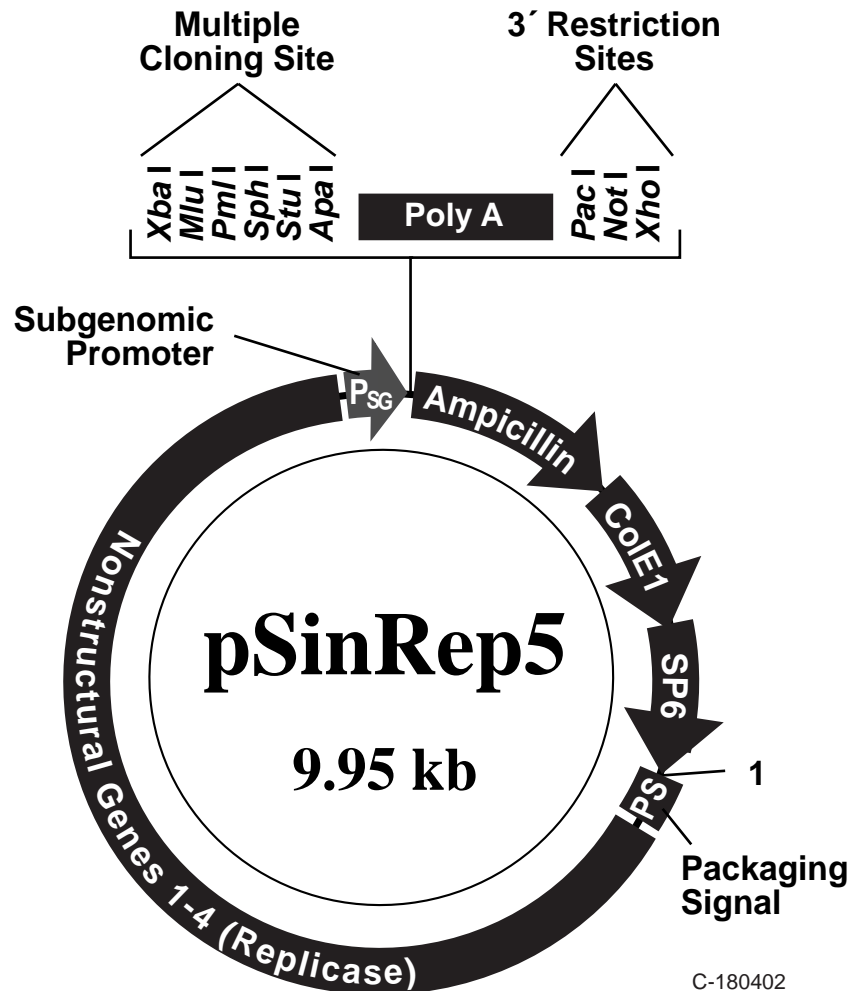 Multiple
Cloning Site
3´ Restriction
Sites
Xba I
Mlu I
Pml I
Sph I
Stu I
Apa I
Poly A
Pac I
Not I
Xho I
Subgenomic
Promoter
PSG
Ampicillin
ColE1
SP6
1
PS
Packaging
Signal
Nonstructural Genes 1-4 (Replicase)
pSinRep5
9.95 kb
C-180402